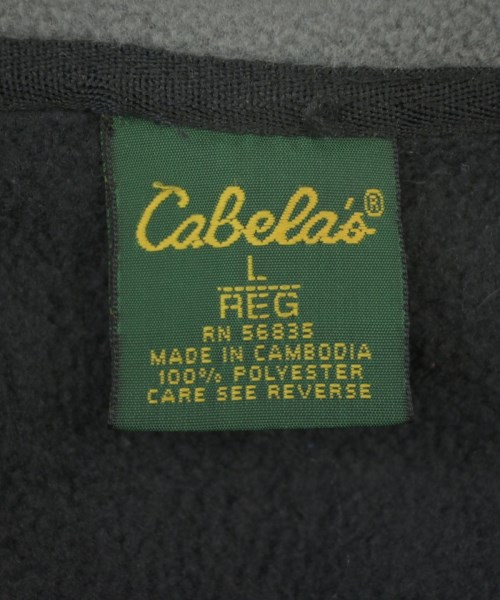 Cabela's®
L
REG
RN 56835
MADE IN CAMBODIA
100% POLYESTER
CARE SEE REVERSE